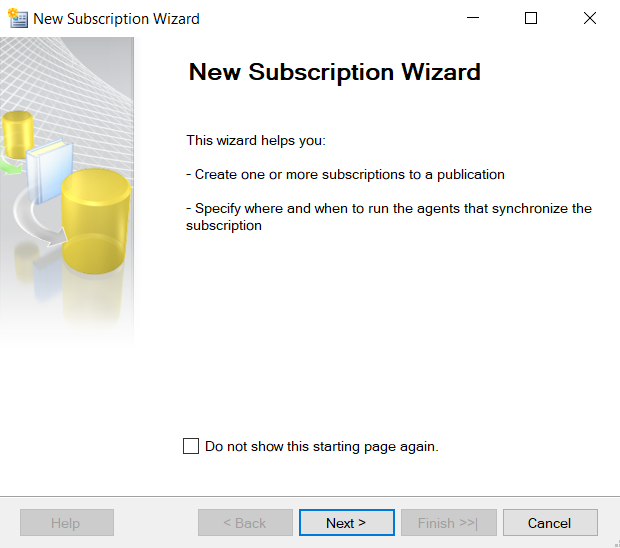 New Subscription Wizard
New Subscription Wizard
This wizard helps you:
- Create one or more subscriptions to a publication
- Specify where and when to run the agents that synchronize the
subscription
Do not show this starting page again.
Help
< Back
Next >
Finish >>|
Cancel